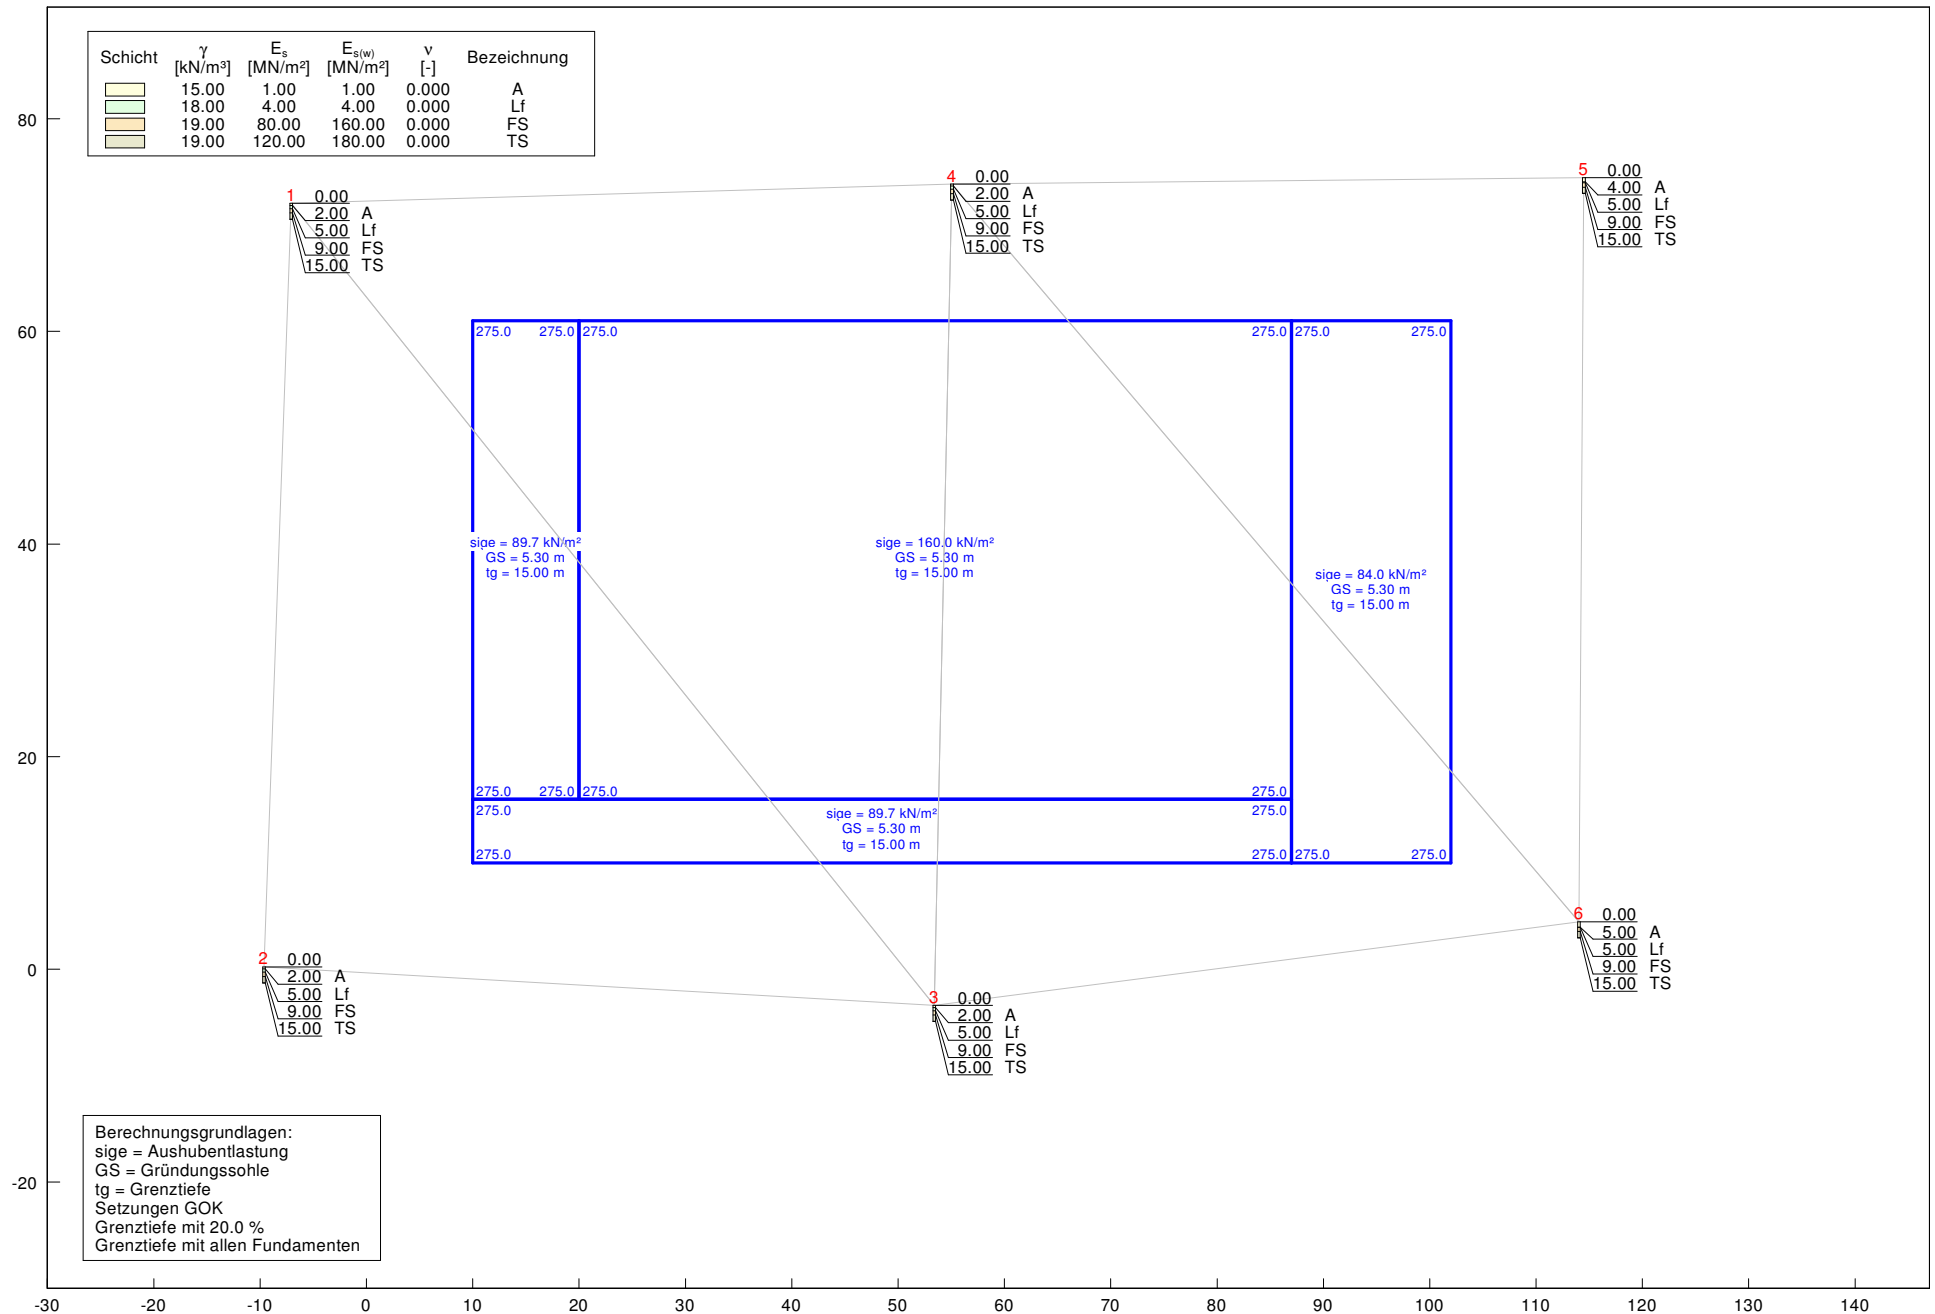 Schicht γ Es Es(w) ν Bezeichnung
[kN/m³] [MN/m²] [MN/m²] [-]
15.00 1.00 1.00 0.000 A
18.00 4.00 4.00 0.000 Lf
19.00 80.00 160.00 0.000 FS
19.00 120.00 180.00 0.000 TS
80
60
40
20
0
-20
1 0.00
2.00 A
5.00 Lf
9.00 FS
15.00 TS
4 0.00
2.00 A
5.00 Lf
9.00 FS
15.00 TS
5 0.00
4.00 A
5.00 Lf
9.00 FS
15.00 TS
275.0 275.0 275.0 275.0 275.0 275.0
sige = 89.7 kN/m²
GS = 5.30 m
tg = 15.00 m
sige = 160.0 kN/m²
GS = 5.30 m
tg = 15.00 m
sige = 84.0 kN/m²
GS = 5.30 m
tg = 15.00 m
275.0 275.0 275.0 275.0
275.0 275.0
sige = 89.7 kN/m²
GS = 5.30 m
tg = 15.00 m
275.0 275.0 275.0 275.0
2 0.00
2.00 A
5.00 Lf
9.00 FS
15.00 TS
3 0.00
2.00 A
5.00 Lf
9.00 FS
15.00 TS
6 0.00
5.00 A
5.00 Lf
9.00 FS
15.00 TS
Berechnungsgrundlagen:
sige = Aushubentlastung
GS = Gründungssohle
tg = Grenztiefe
Setzungen GOK
Grenztiefe mit 20.0 %
Grenztiefe mit allen Fundamenten
-30 -20 -10 0 10 20 30 40 50 60 70 80 90 100 110 120 130 140